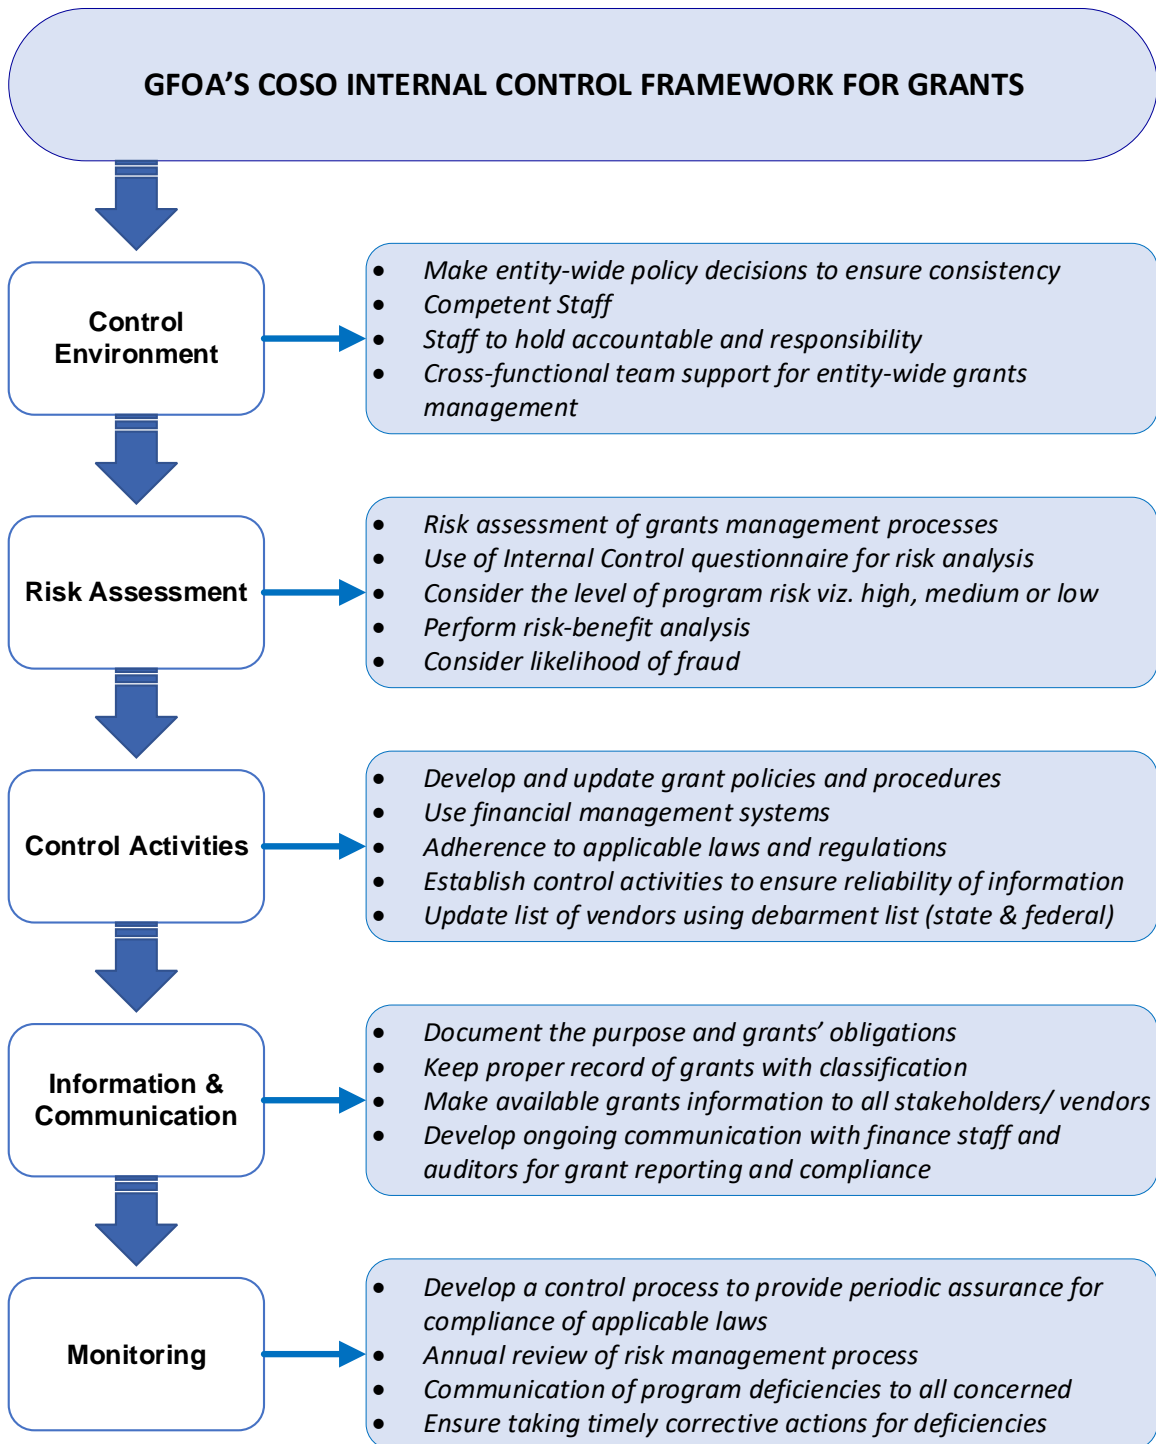 GFOA’S COSO INTERNAL CONTROL FRAMEWORK FOR GRANTS
Control
Environment
• Make entity-wide policy decisions to ensure consistency
• Competent Staff
• Staff to hold accountable and responsibility
• Cross-functional team support for entity-wide grants
management
Risk Assessment
• Risk assessment of grants management processes
• Use of Internal Control questionnaire for risk analysis
• Consider the level of program risk viz. high, medium or low
• Perform risk-benefit analysis
• Consider likelihood of fraud
Control Activities
• Develop and update grant policies and procedures
• Use financial management systems
• Adherence to applicable laws and regulations
• Establish control activities to ensure reliability of information
• Update list of vendors using debarment list (state & federal)
Information &
Communication
• Document the purpose and grants’ obligations
• Keep proper record of grants with classification
• Make available grants information to all stakeholders/ vendors
• Develop ongoing communication with finance staff and
auditors for grant reporting and compliance
Monitoring
• Develop a control process to provide periodic assurance for
compliance of applicable laws
• Annual review of risk management process
• Communication of program deficiencies to all concerned
• Ensure taking timely corrective actions for deficiencies